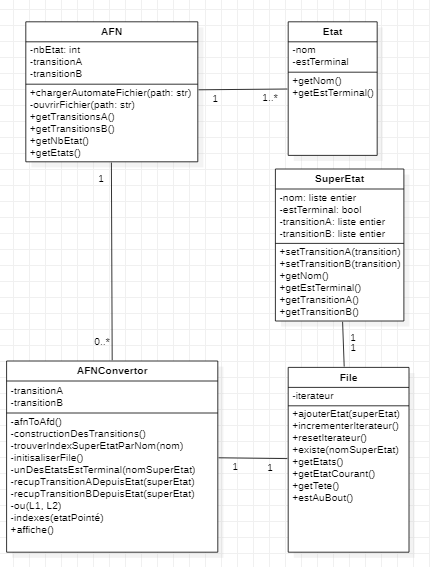 AFN
-nbEtat: int
-transitionA
-transitionB
+chargerAutomateFichier(path: str)
-ouvrirFichier(path: str)
+getTransitionsA()
+getTransitionsB()
+getNbEtat()
+getEtats()
1
1..*
Etat
-nom
-estTerminal
+getNom()
+getEstTerminal()
SuperEtat
-nom: liste entier
-estTerminal: bool
-transitionA: liste entier
-transitionB: liste entier
+setTransitionA(transition)
+setTransitionB(transition)
+getNom()
+getEstTerminal()
+getTransitionA()
+getTransitionB()
1
0..*
1
1
AFNConvertor
-transitionA
-transitionB
-afnToAfd()
-constructionDesTransitions()
-trouverIndexSuperEtatParNom(nom)
-initisaliserFile()
-unDesEtatsEstTerminal(nomSuperEtat)
-recupTransitionADepuisEtat(superEtat)
-recupTransitionBDepuisEtat(superEtat)
-ou(L1, L2)
-indexes(etatPointé)
+affiche()
1
1
File
-iterateur
+ajouterEtat(superEtat)
+incrementerIterateur()
+resetIterateur()
+existe(nomSuperEtat)
+getEtats()
+getEtatCourant()
+getTete()
+estAuBout()